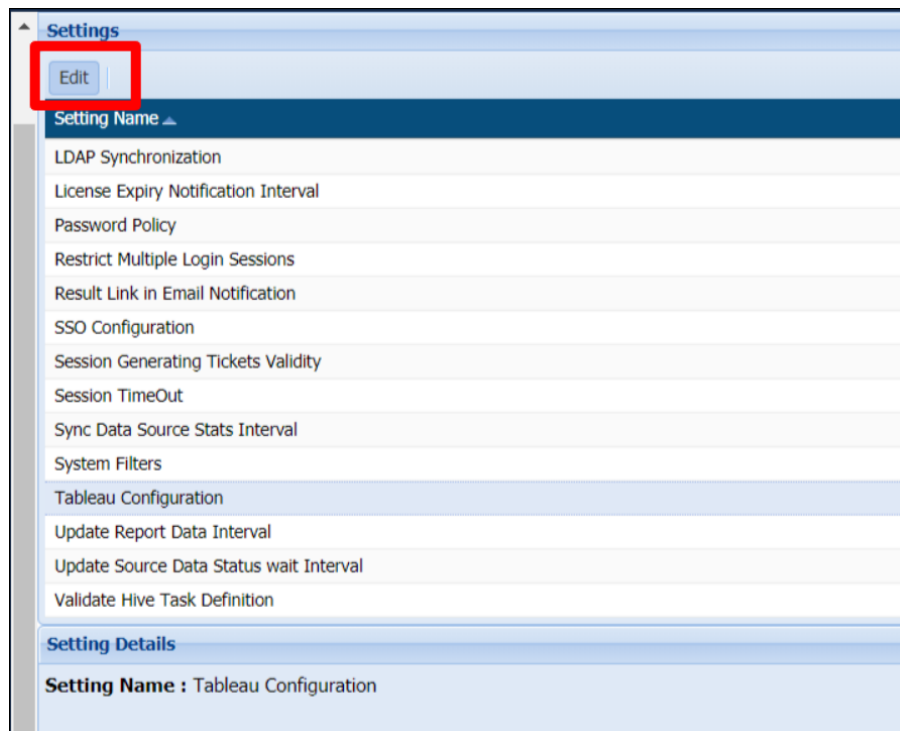 Settings
Edit
Setting Name
LDAP Synchronization
License Expiry Notification Interval
Password Policy
Restrict Multiple Login Sessions
Result Link in Email Notification
SSO Configuration
Session Generating Tickets Validity
Session TimeOut
Sync Data Source Stats Interval
System Filters
Tableau Configuration
Update Report Data Interval
Update Source Data Status wait Interval
Validate Hive Task Definition
Setting Details
Setting Name : Tableau Configuration